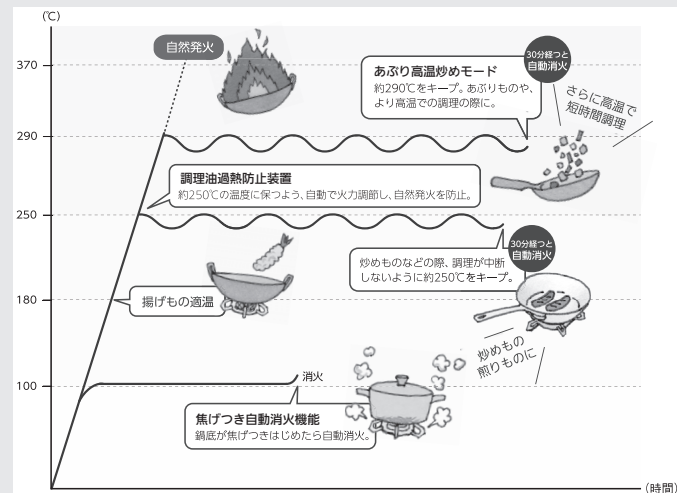 (℃)
自然発火
370
あぶり高温炒めモード
約290℃をキープ。あぶりものや、
より高温での調理の際に。
30分経つと
自動消火
さらに高温で
短時間調理
290
調理油過熱防止装置
約250℃の温度に保つよう、自動で火力調節し、自然発火を防止。
250
炒めものなどの際、調理が中断
しないように約250℃をキープ。
30分経つと
自動消火
揚げもの適温
180
炒めもの
煎りものに
100
消火
焦げつき自動消火機能
鍋底が焦げつきはじめたら自動消火。
(時間)